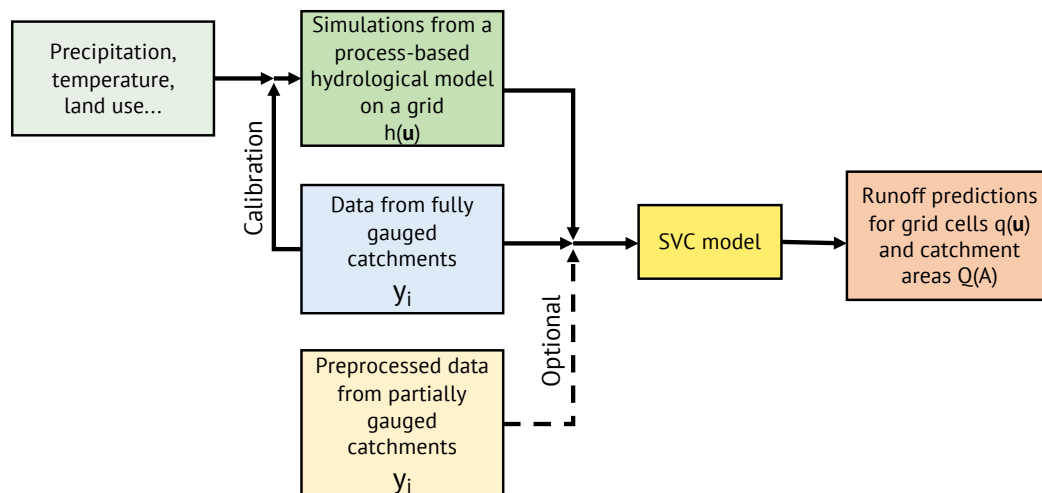 Precipitation,
temperature,
land use...
Simulations from a
process-based
hydrological model
on a grid
h(u)
Calibration
Data from fully
gauged
catchments
yi
SVC model
Runoff predictions
for grid cells q(u)
and catchment
areas Q(A)
Optional
Preprocessed data
from partially
gauged
catchments
yi